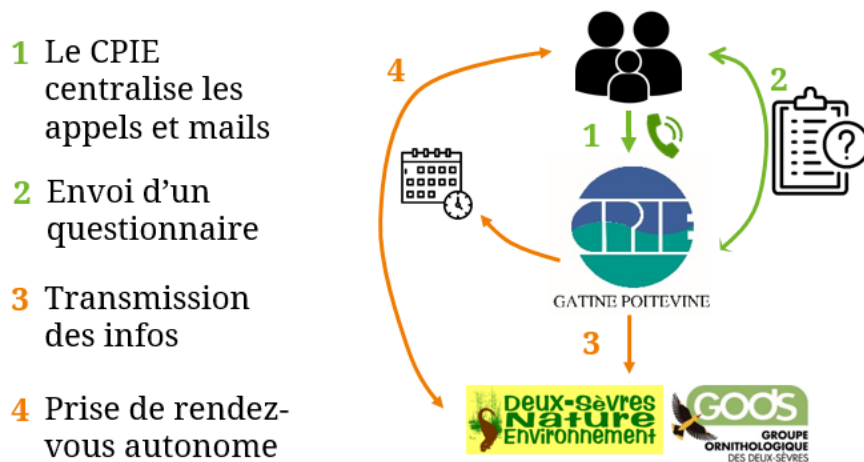 1 Le CPIE
centralise les
appels et mails
2 Envoi d'un
questionnaire
3 Transmission
des infos
4 Prise de rendez-
vous autonome
4
2
?
1
CPIE
GATINE POITEVINE
3
Deux-Sèvres
Nature
Environnement
GODS
GROUPE
ORNITHOLOGIQUE
DES DEUX-SÈVRES